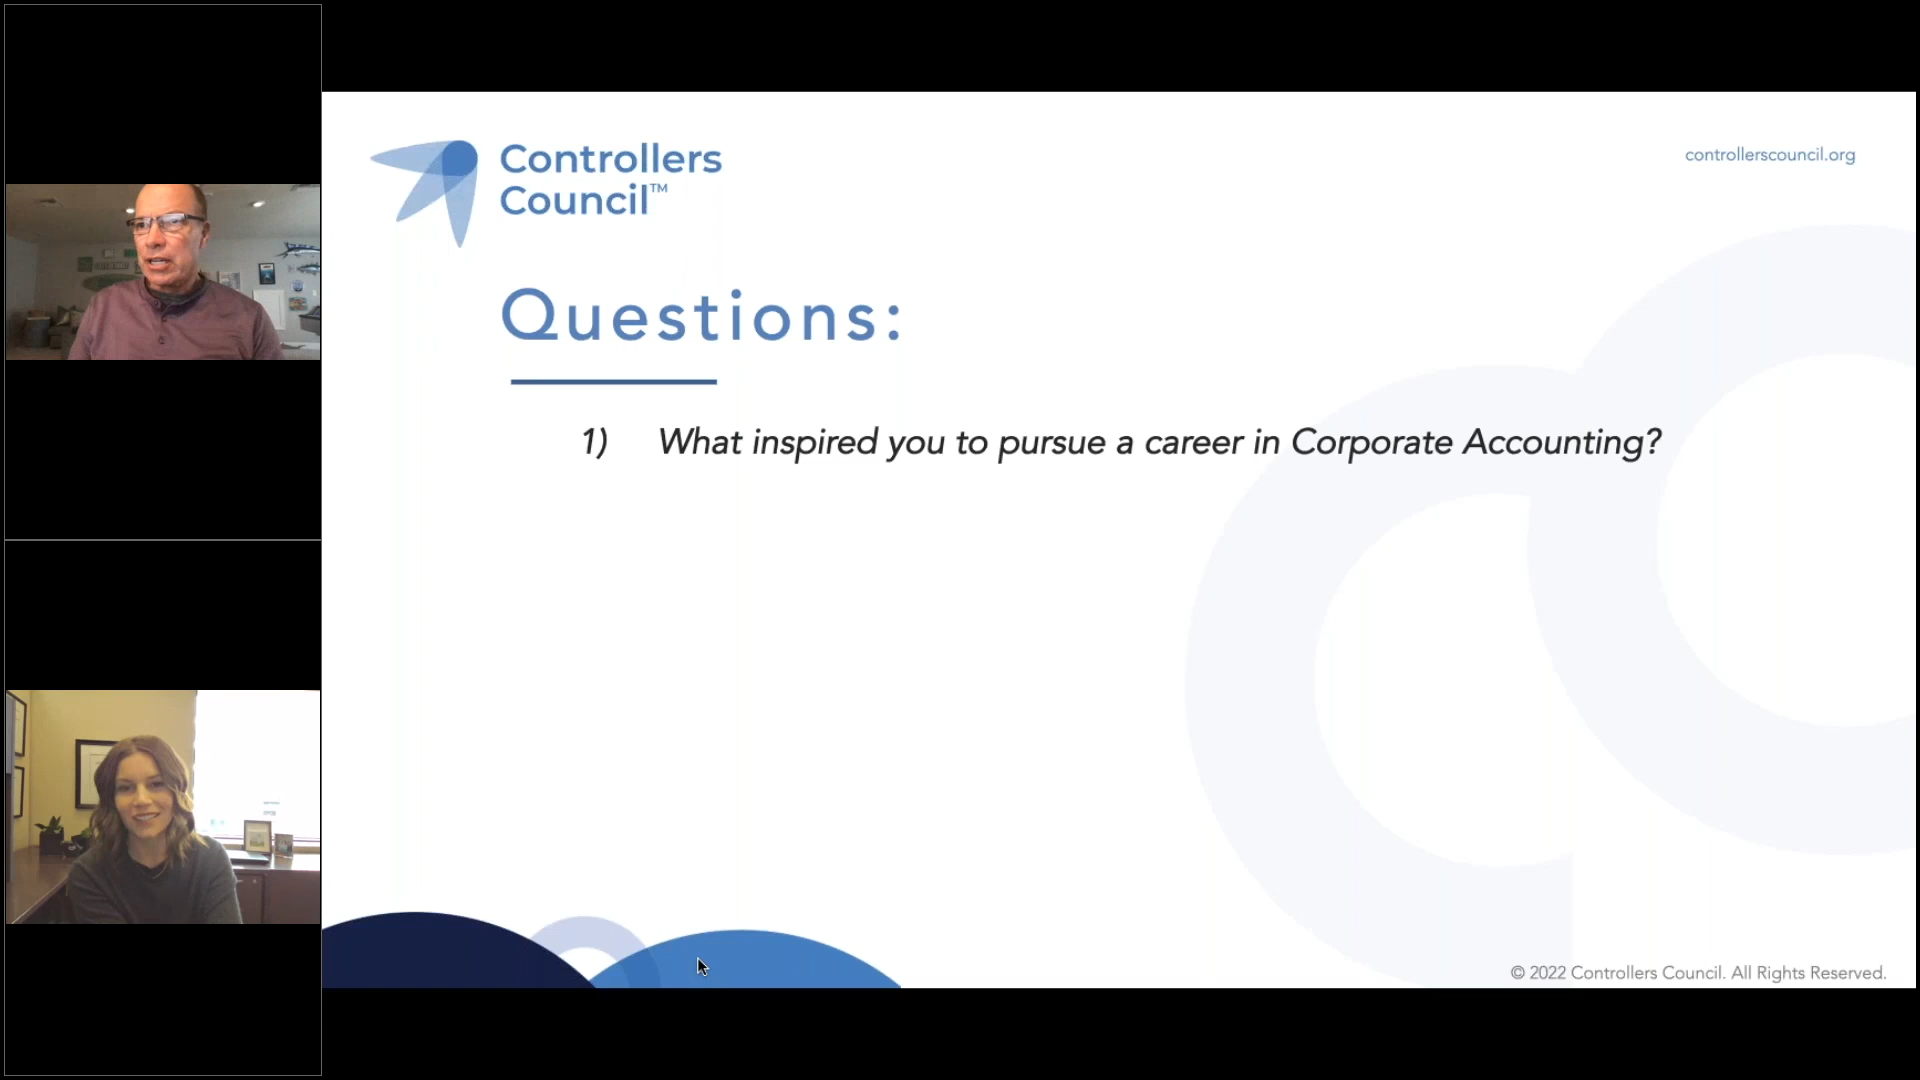 Controllers
Council™
controllerscouncil.org
Questions:
1) What inspired you to pursue a career in Corporate Accounting?
© 2022 Controllers Council. All Rights Reserved.